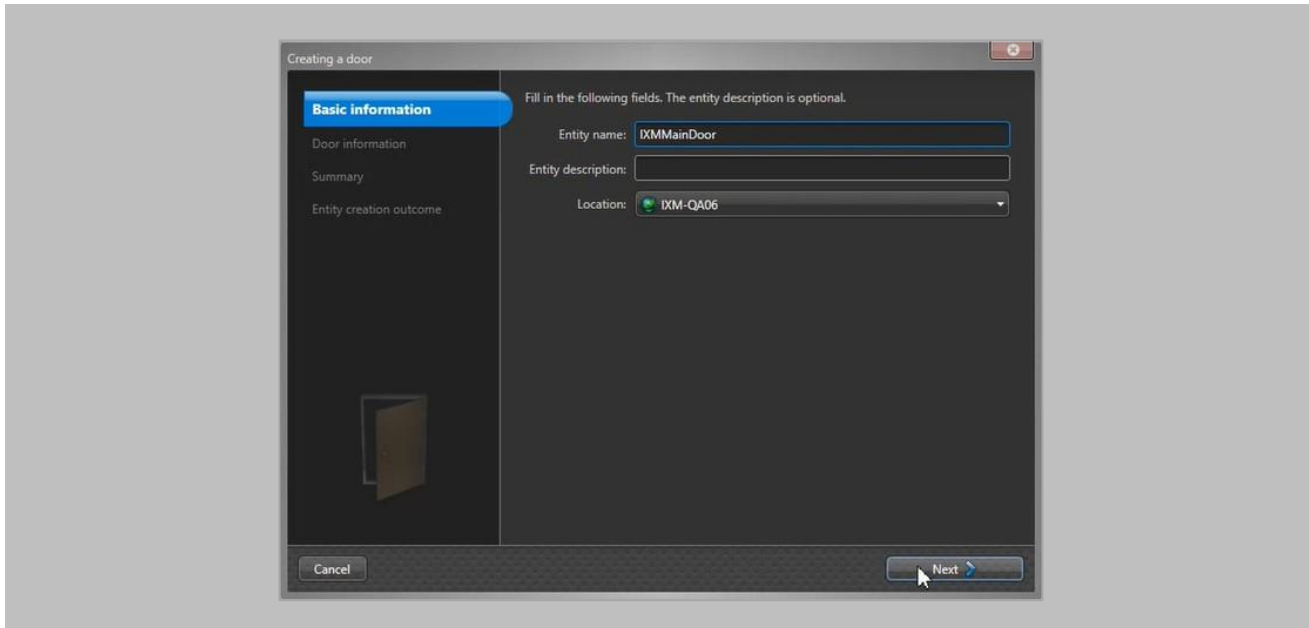 Creating a door
Basic information
Door information
Summary
Entity creation outcome
Fill in the following fields. The entity description is optional.
Entity name: IXMMainDoor
Entity description:
Location: IXM-QA06
Cancel
Next